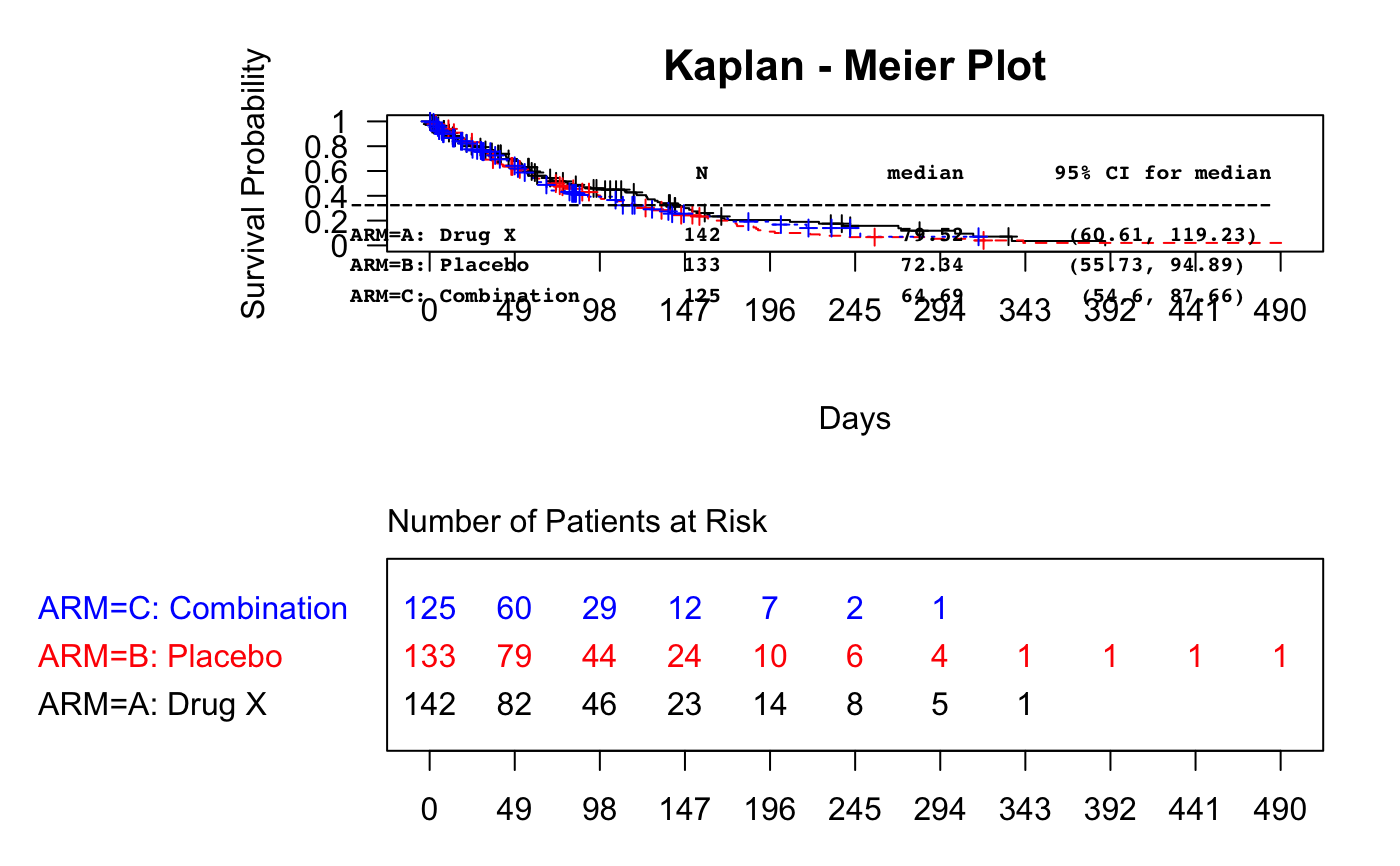 Kaplan - Meier Plot
Survival Probability
1
0.8
0.6
0.4
0.2
0
N median 95% CI for median
ARM=A: Drug X 142 79.52 (60.61, 119.23)
ARM=B: Placebo 133 72.34 (55.73, 94.89)
ARM=C: Combination 125 64.69 (54.6, 87.66)
0 49 98 147 196 245 294 343 392 441 490
Days
Number of Patients at Risk
ARM=C: Combination 125 60 29 12 7 2 1
ARM=B: Placebo 133 79 44 24 10 6 4 1 1 1 1
ARM=A: Drug X 142 82 46 23 14 8 5 1
0 49 98 147 196 245 294 343 392 441 490